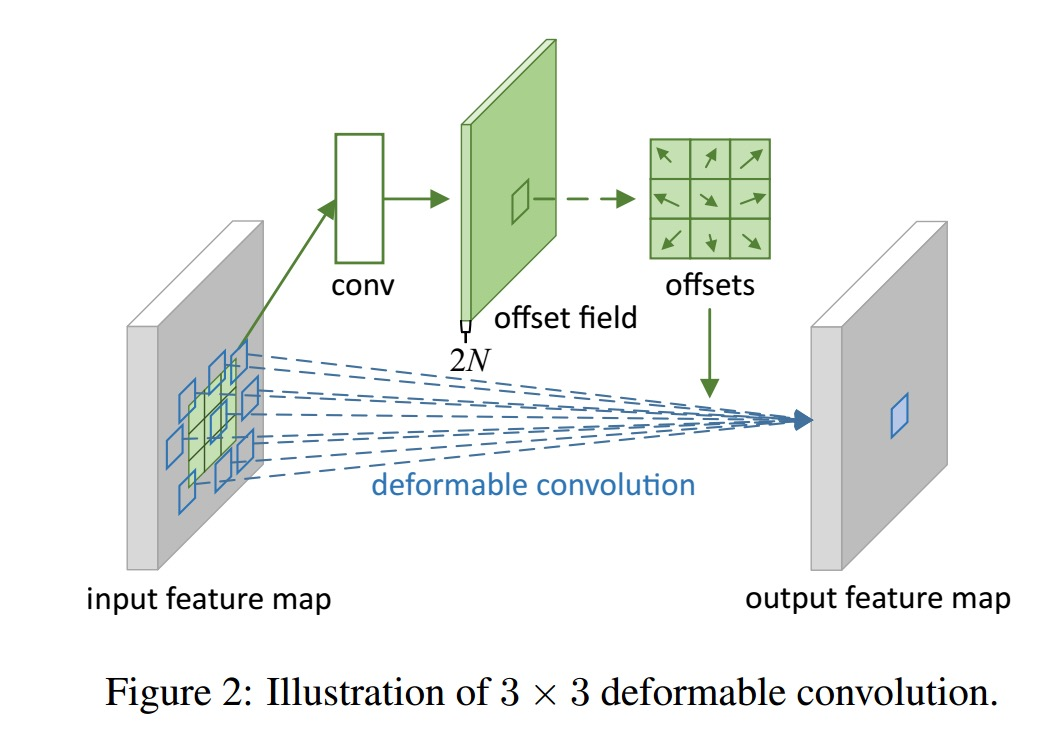 conv
offsets
offset field
2N
deformable convolution
input feature map
output feature map
Figure 2: Illustration of 3 × 3 deformable convolution.